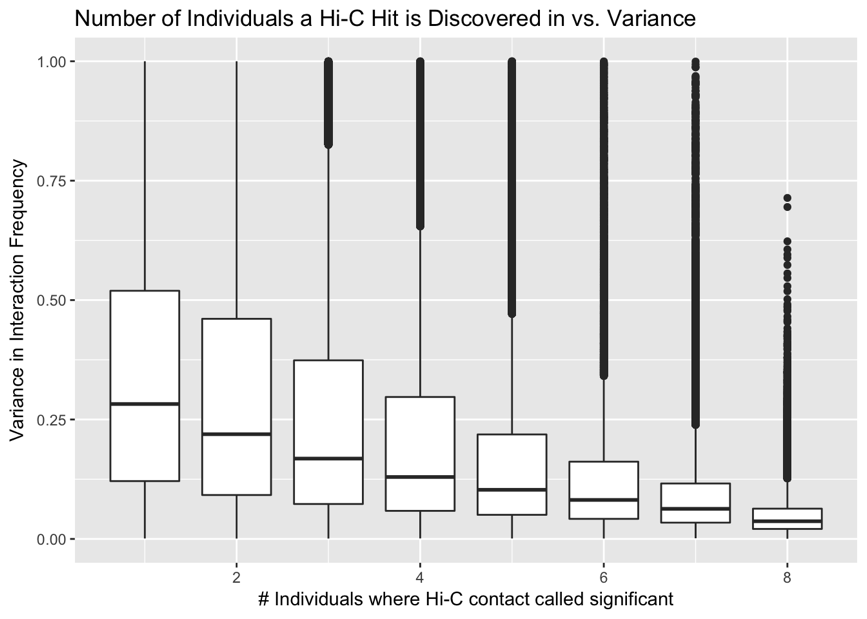 Number of Individuals a Hi-C Hit is Discovered in vs. Variance
1.00
0.75
0.50
0.25
0.00
Variance in Interaction Frequency
2 4 6 8
# Individuals where Hi-C contact called significant